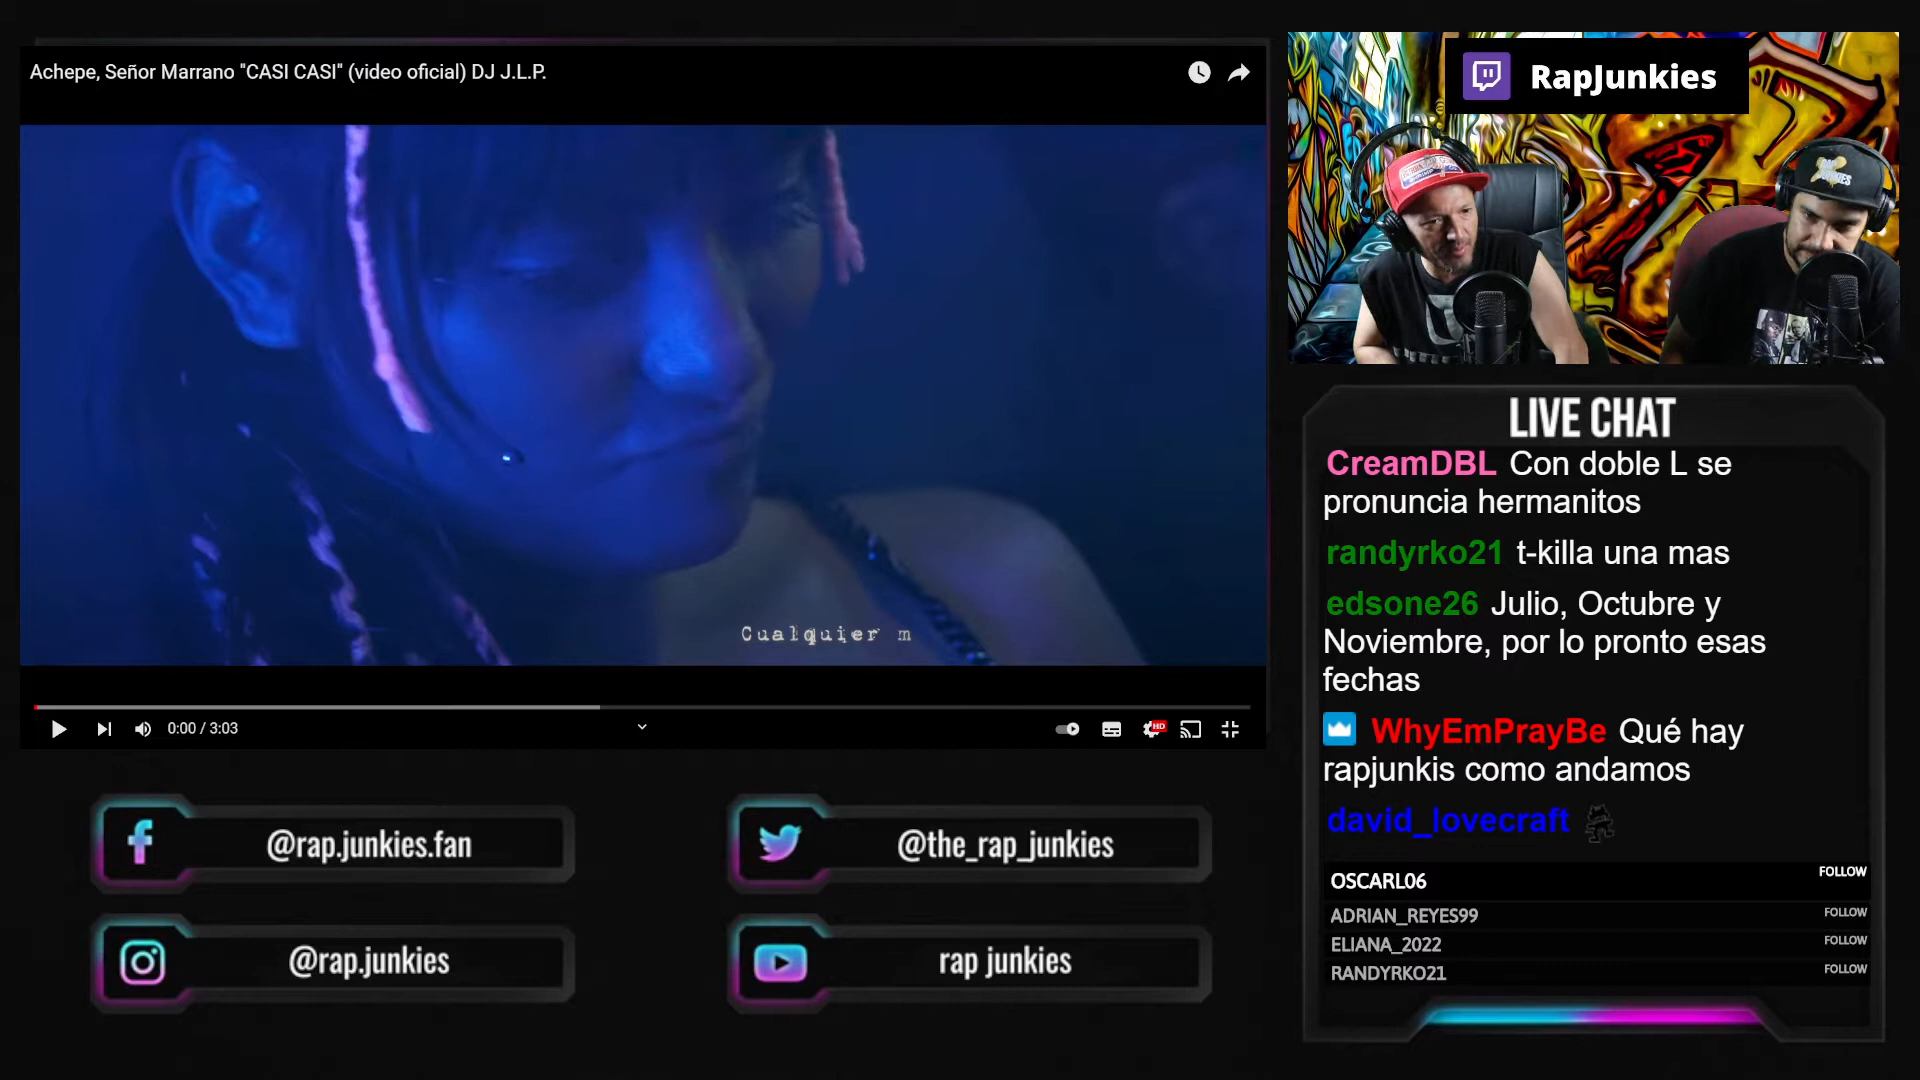 Achepe, Señor Marrano "CASI CASI" (video oficial) DJ J.L.P.
RapJunkies
Cualquier m
HD
0:00 / 3:03
LIVE CHAT
CreamDBL Con doble L se
pronuncia hermanitos
randyrko21 t-killa una mas
edsone26 Julio, Octubre y
Noviembre, por lo pronto esas
fechas
WhyEmPrayBe Qué hay
rapjunkis como andamos
david_lovecraft
OSCARL06 FOLLOW
ADRIAN_REYES99 FOLLOW
ELIANA_2022 FOLLOW
RANDYRKO21 FOLLOW
@rap.junkies.fan
@the_rap_junkies
@rap.junkies
rap junkies